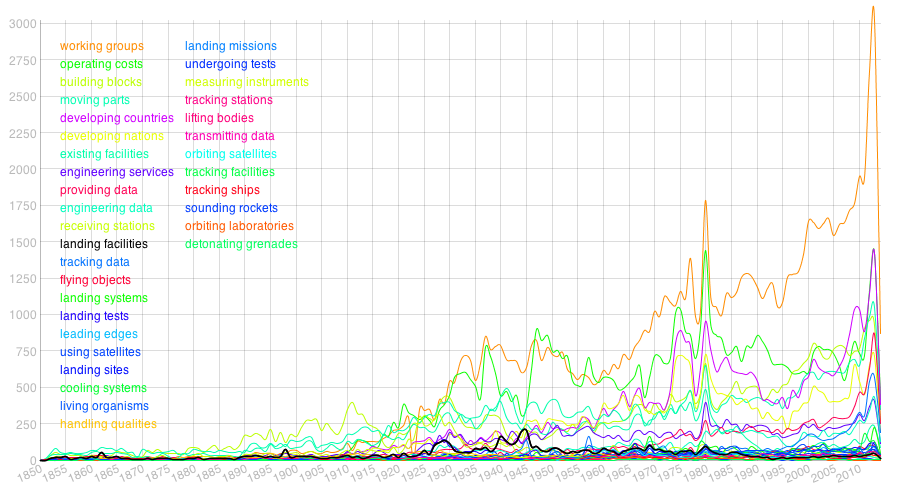 3000
2750
2500
2250
2000
1750
1500
1250
1000
750
500
250
0
working groups
operating costs
building blocks
moving parts
developing countries
developing nations
existing facilities
engineering services
providing data
engineering data
receiving stations
landing facilities
tracking data
flying objects
landing systems
landing tests
leading edges
using satellites
landing sites
cooling systems
living organisms
handling qualities
landing missions
undergoing tests
measuring instruments
tracking stations
lifting bodies
transmitting data
orbiting satellites
tracking facilities
tracking ships
sounding rockets
orbiting laboratories
detonating grenades
1850 1855 1860 1865 1870 1875 1880 1885 1890 1895 1900 1905 1910 1915 1920 1925 1930 1935 1940 1945 1950 1955 1960 1965 1970 1975 1980 1985 1990 1995 2000 2005 2010